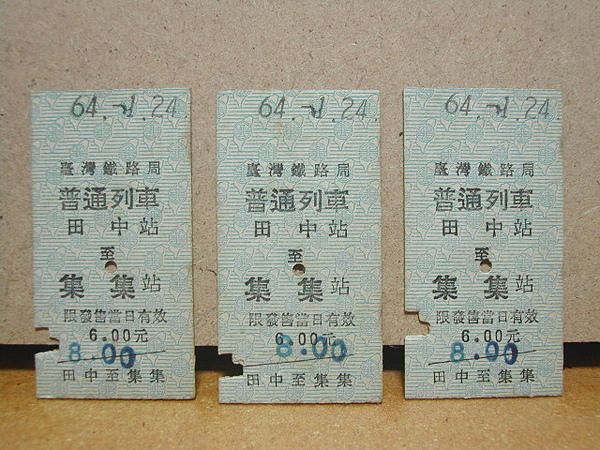 64.-1.24
臺灣鐵路局
普通列車
田中站
至
集集站
限發售當日有效
6.00元
8.00
田中至集集
64.-1.24
臺灣鐵路局
普通列車
田中站
至
集集站
限發售當日有效
6.00元
8.00
田中至集集
64.-1.24
臺灣鐵路局
普通列車
田中站
至
集集站
限發售當日有效
6.00元
8.00
田中至集集